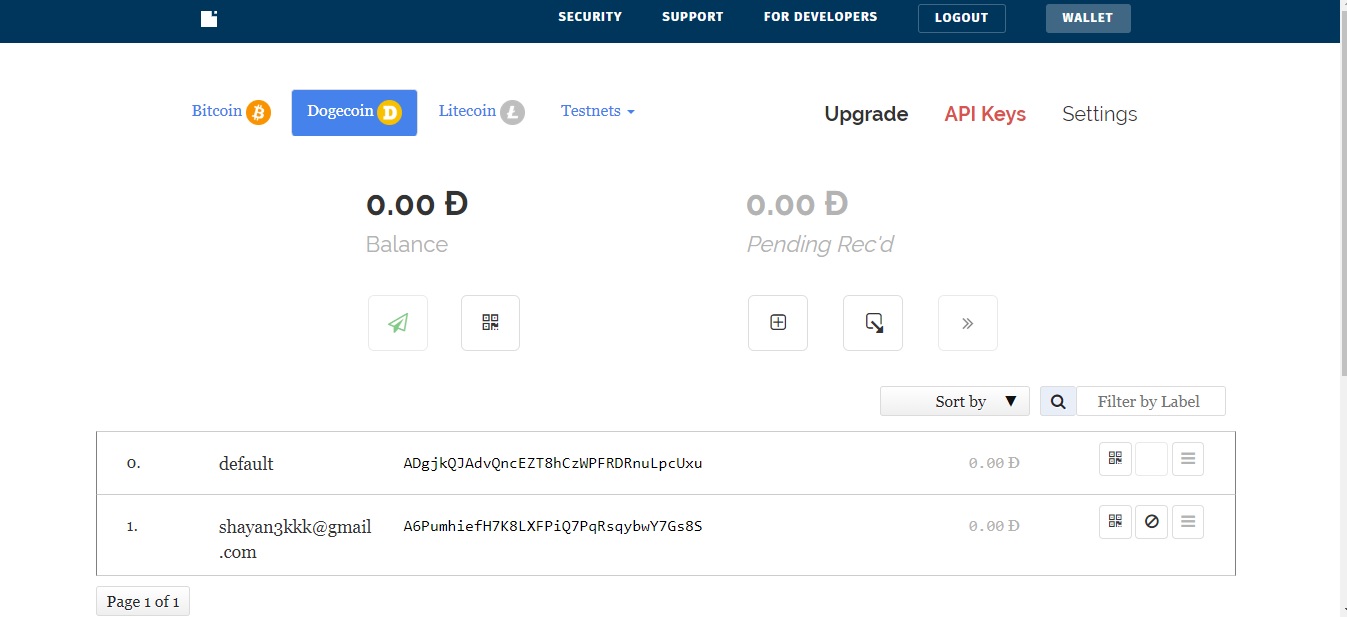 SECURITY SUPPORT FOR DEVELOPERS LOGOUT WALLET
Bitcoin Dogecoin Litecoin Testnets Upgrade API Keys Settings
0.00 Ð 0.00 Ð
Balance Pending Rec'd
Sort by ▼ Filter by Label
0. default ADgjkQJAdvQncEZT8hCzWPFRDRnuLpcUxu 0.00 Ð
1. shayan3kkk@gmail A6PumhiefH7K8LXFPiQ7PqRsqybwY7Gs8S 0.00 Ð
.com
Page 1 of 1